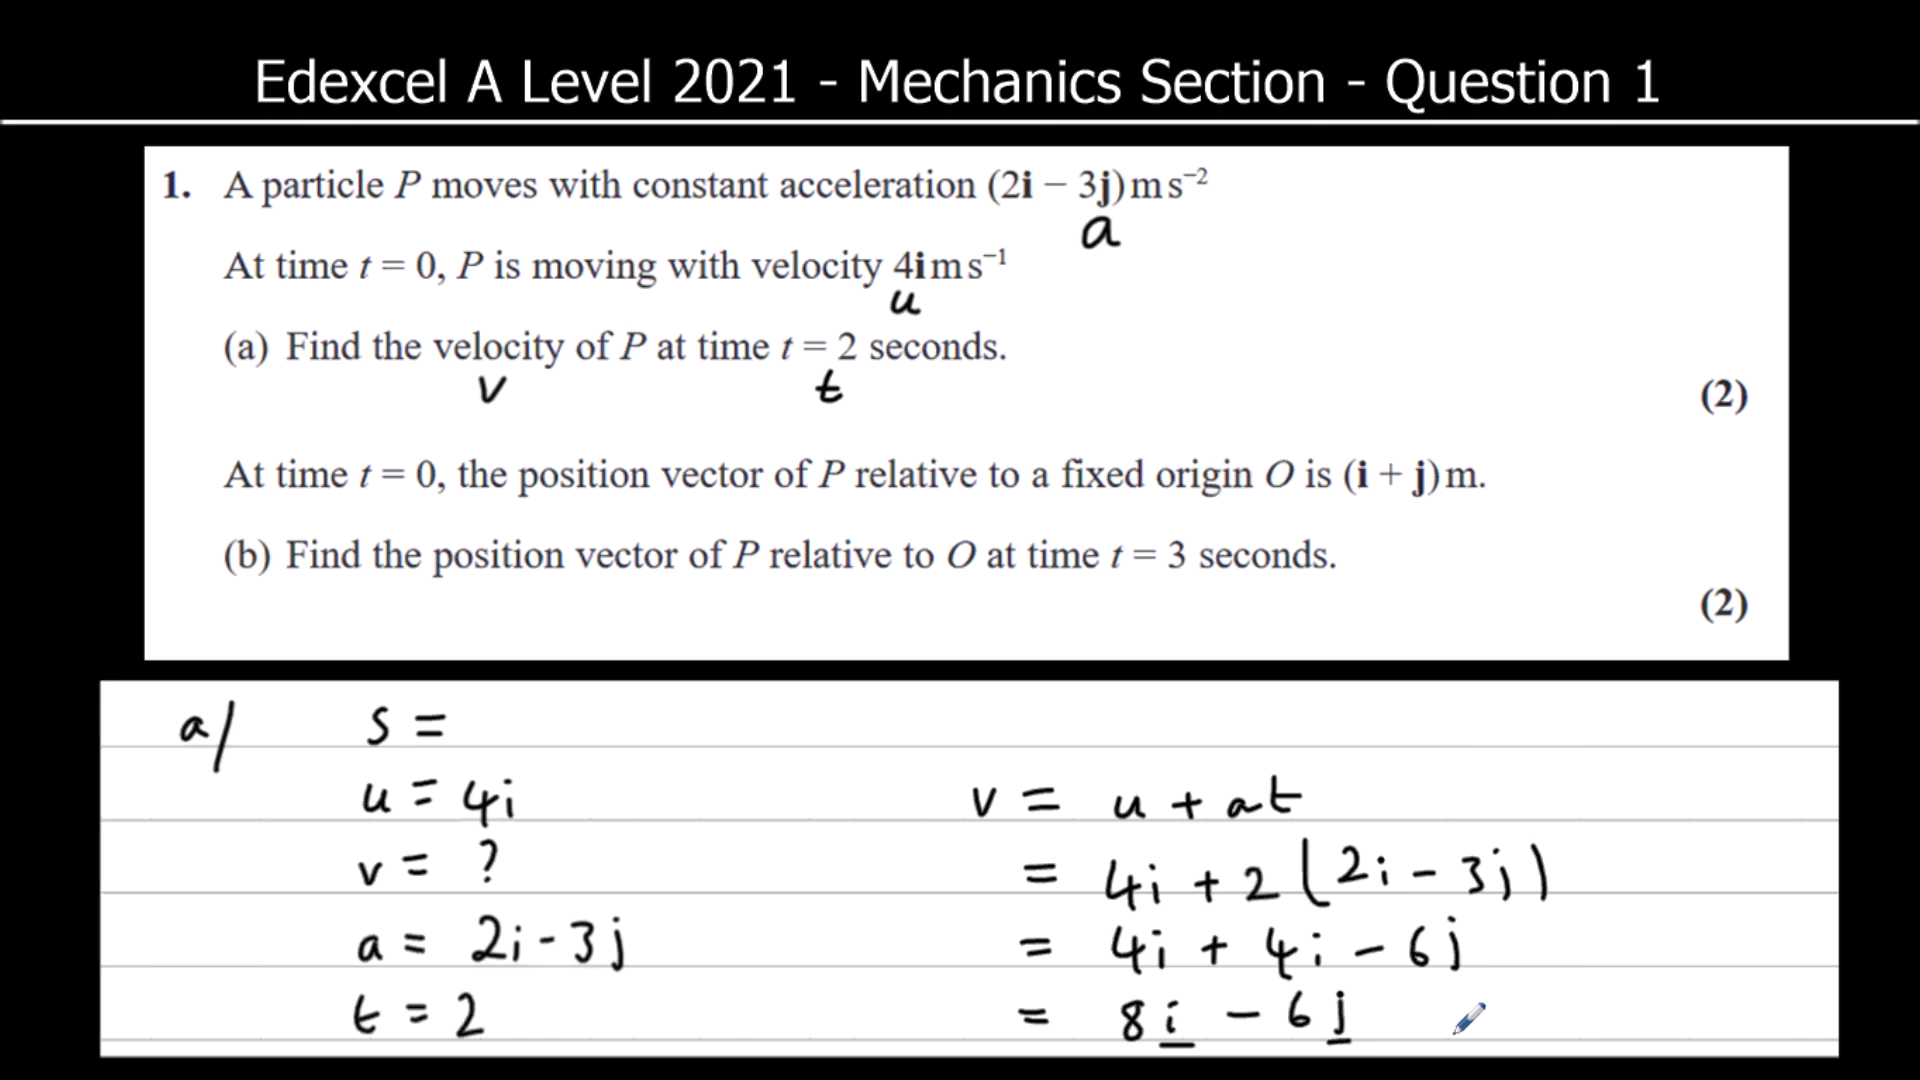 Edexcel A Level 2021 - Mechanics Section - Question 1
1. A particle P moves with constant acceleration (2i − 3j) m s⁻²
a
At time t = 0, P is moving with velocity 4i m s⁻¹
u
(a) Find the velocity of P at time t = 2 seconds.
v t
(2)
At time t = 0, the position vector of P relative to a fixed origin O is (i + j) m.
(b) Find the position vector of P relative to O at time t = 3 seconds.
(2)
a/ s =
u = 4i
v = ?
a = 2i - 3j
t = 2
v = u + at
= 4i + 2(2i - 3j)
= 4i + 4i - 6j
= 8i - 6j